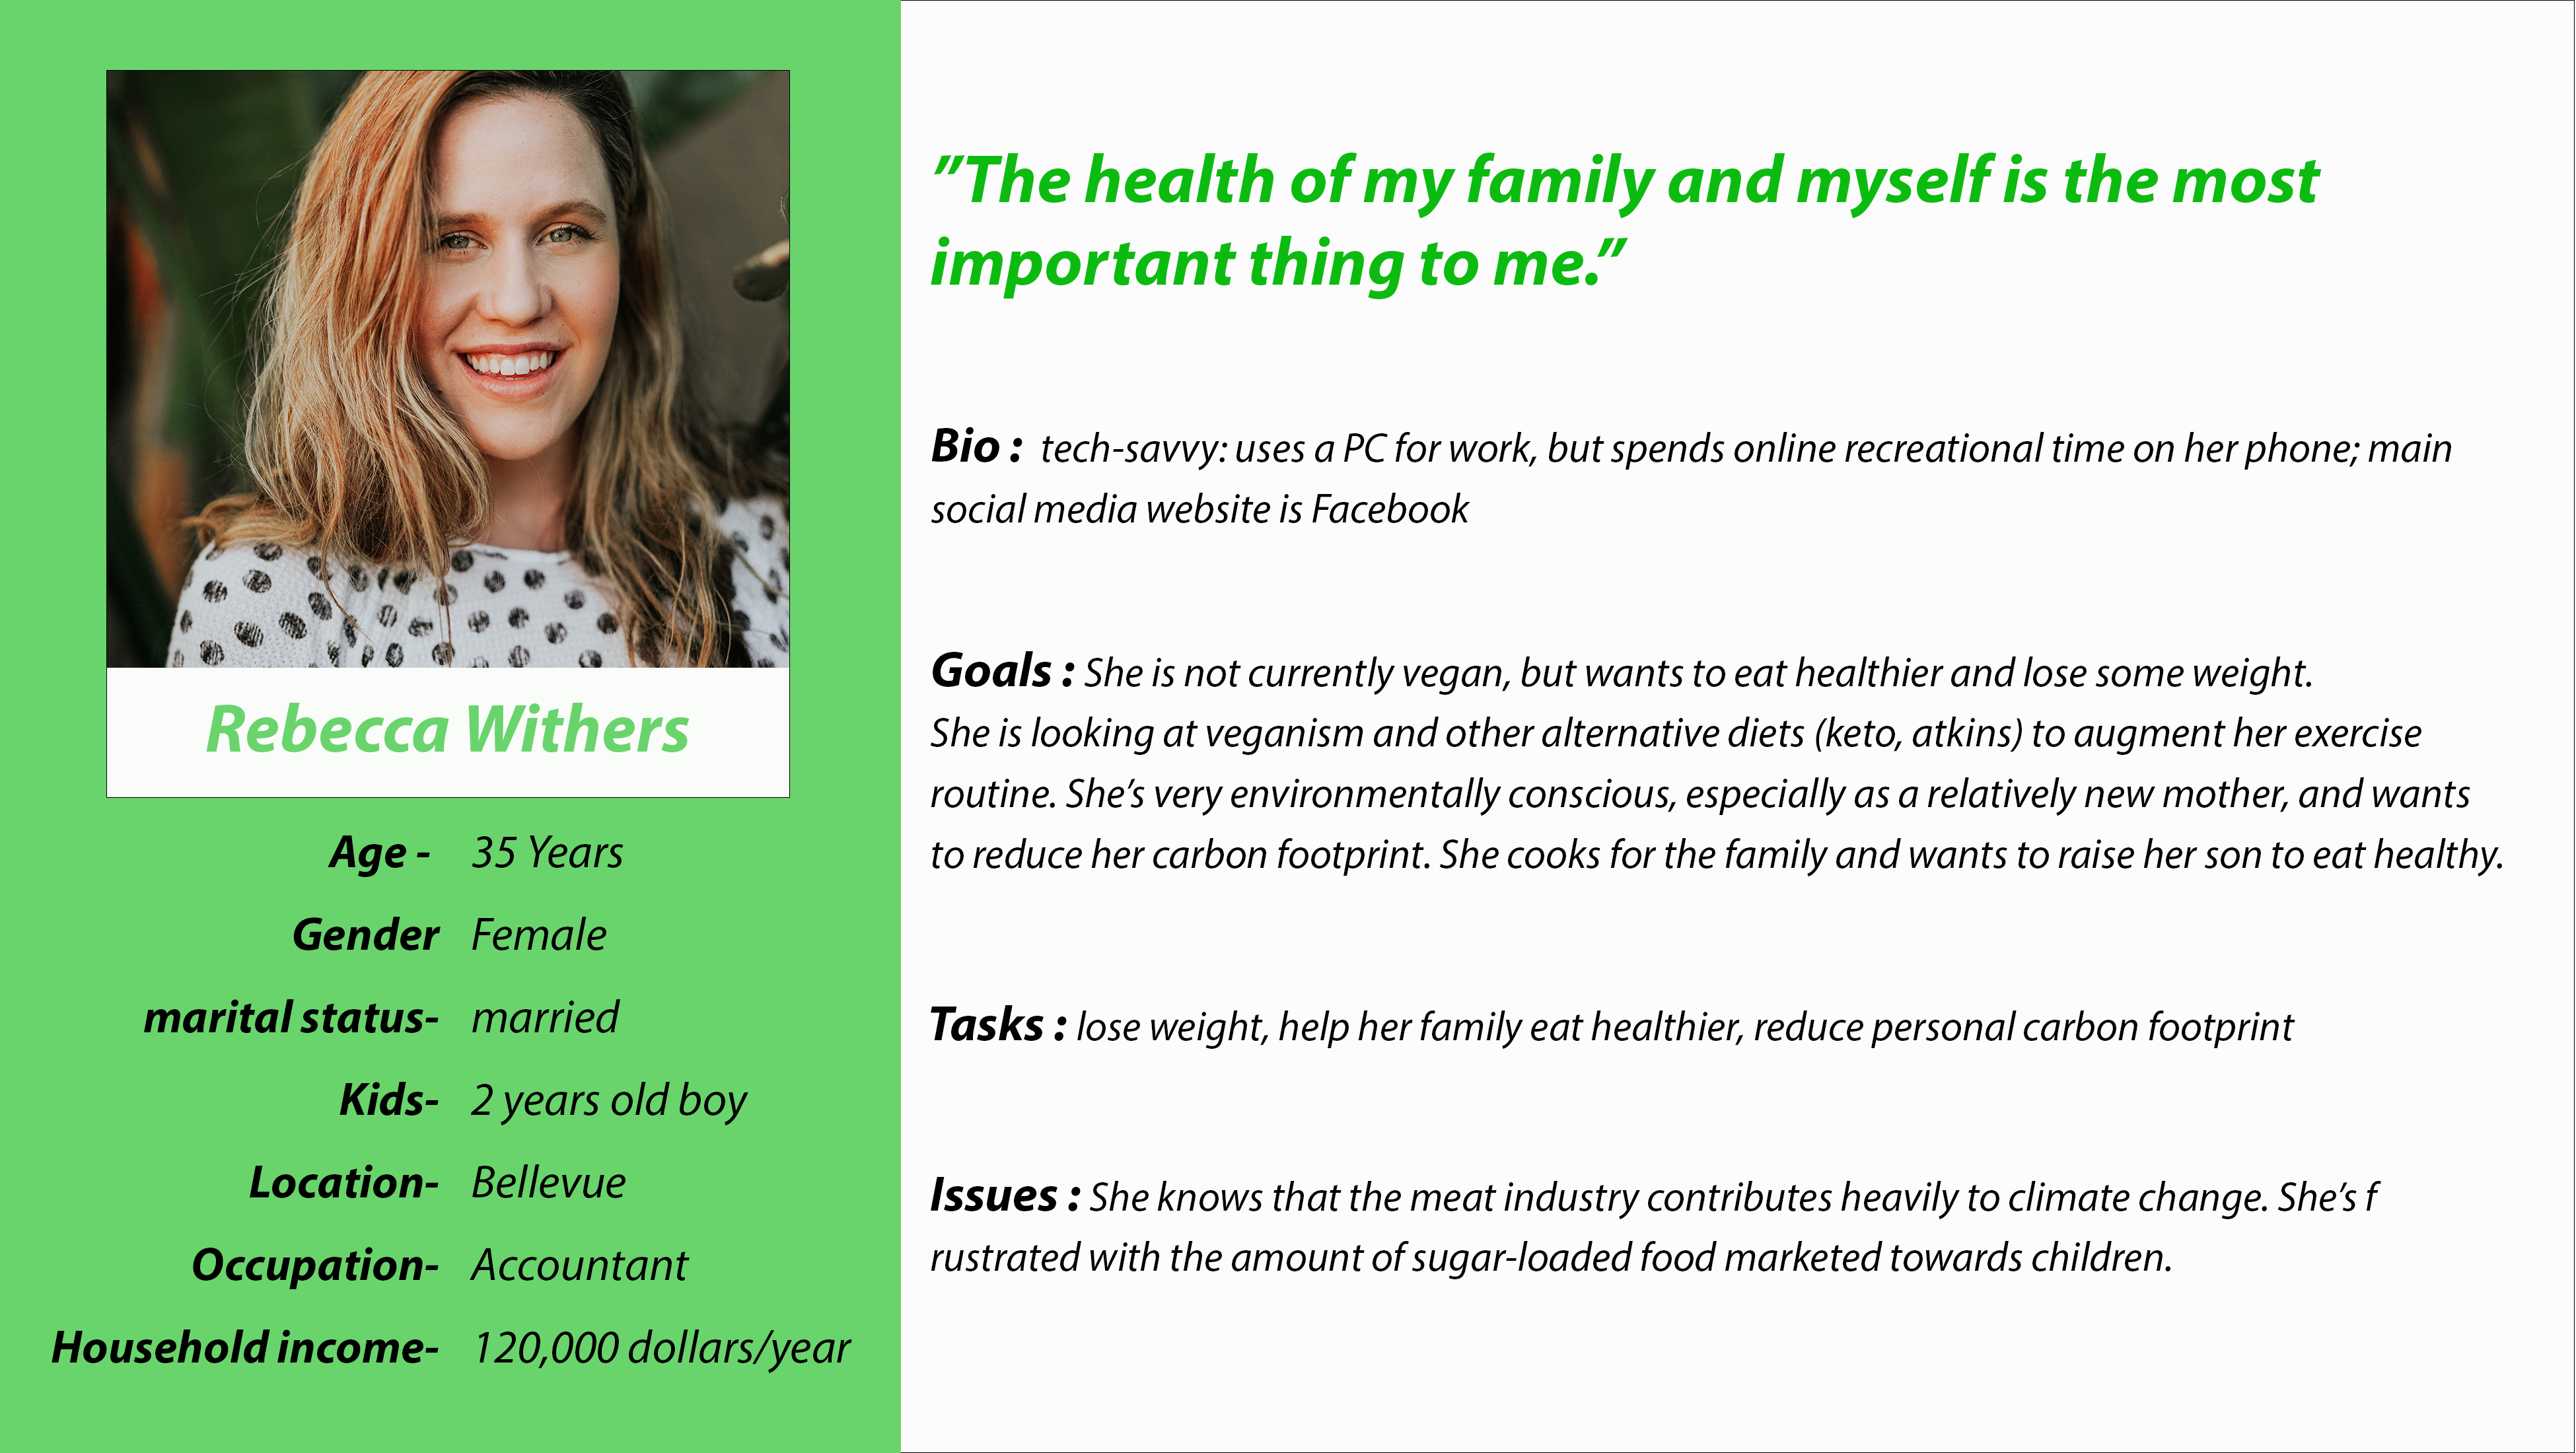 Rebecca Withers
Age - 35 Years
Gender Female
marital status- married
Kids- 2 years old boy
Location- Bellevue
Occupation- Accountant
Household income- 120,000 dollars/year
”The health of my family and myself is the most
important thing to me.”
Bio : tech-savvy: uses a PC for work, but spends online recreational time on her phone; main
social media website is Facebook
Goals : She is not currently vegan, but wants to eat healthier and lose some weight.
She is looking at veganism and other alternative diets (keto, atkins) to augment her exercise
routine. She’s very environmentally conscious, especially as a relatively new mother, and wants
to reduce her carbon footprint. She cooks for the family and wants to raise her son to eat healthy.
Tasks : lose weight, help her family eat healthier, reduce personal carbon footprint
Issues : She knows that the meat industry contributes heavily to climate change. She’s f
rustrated with the amount of sugar-loaded food marketed towards children.